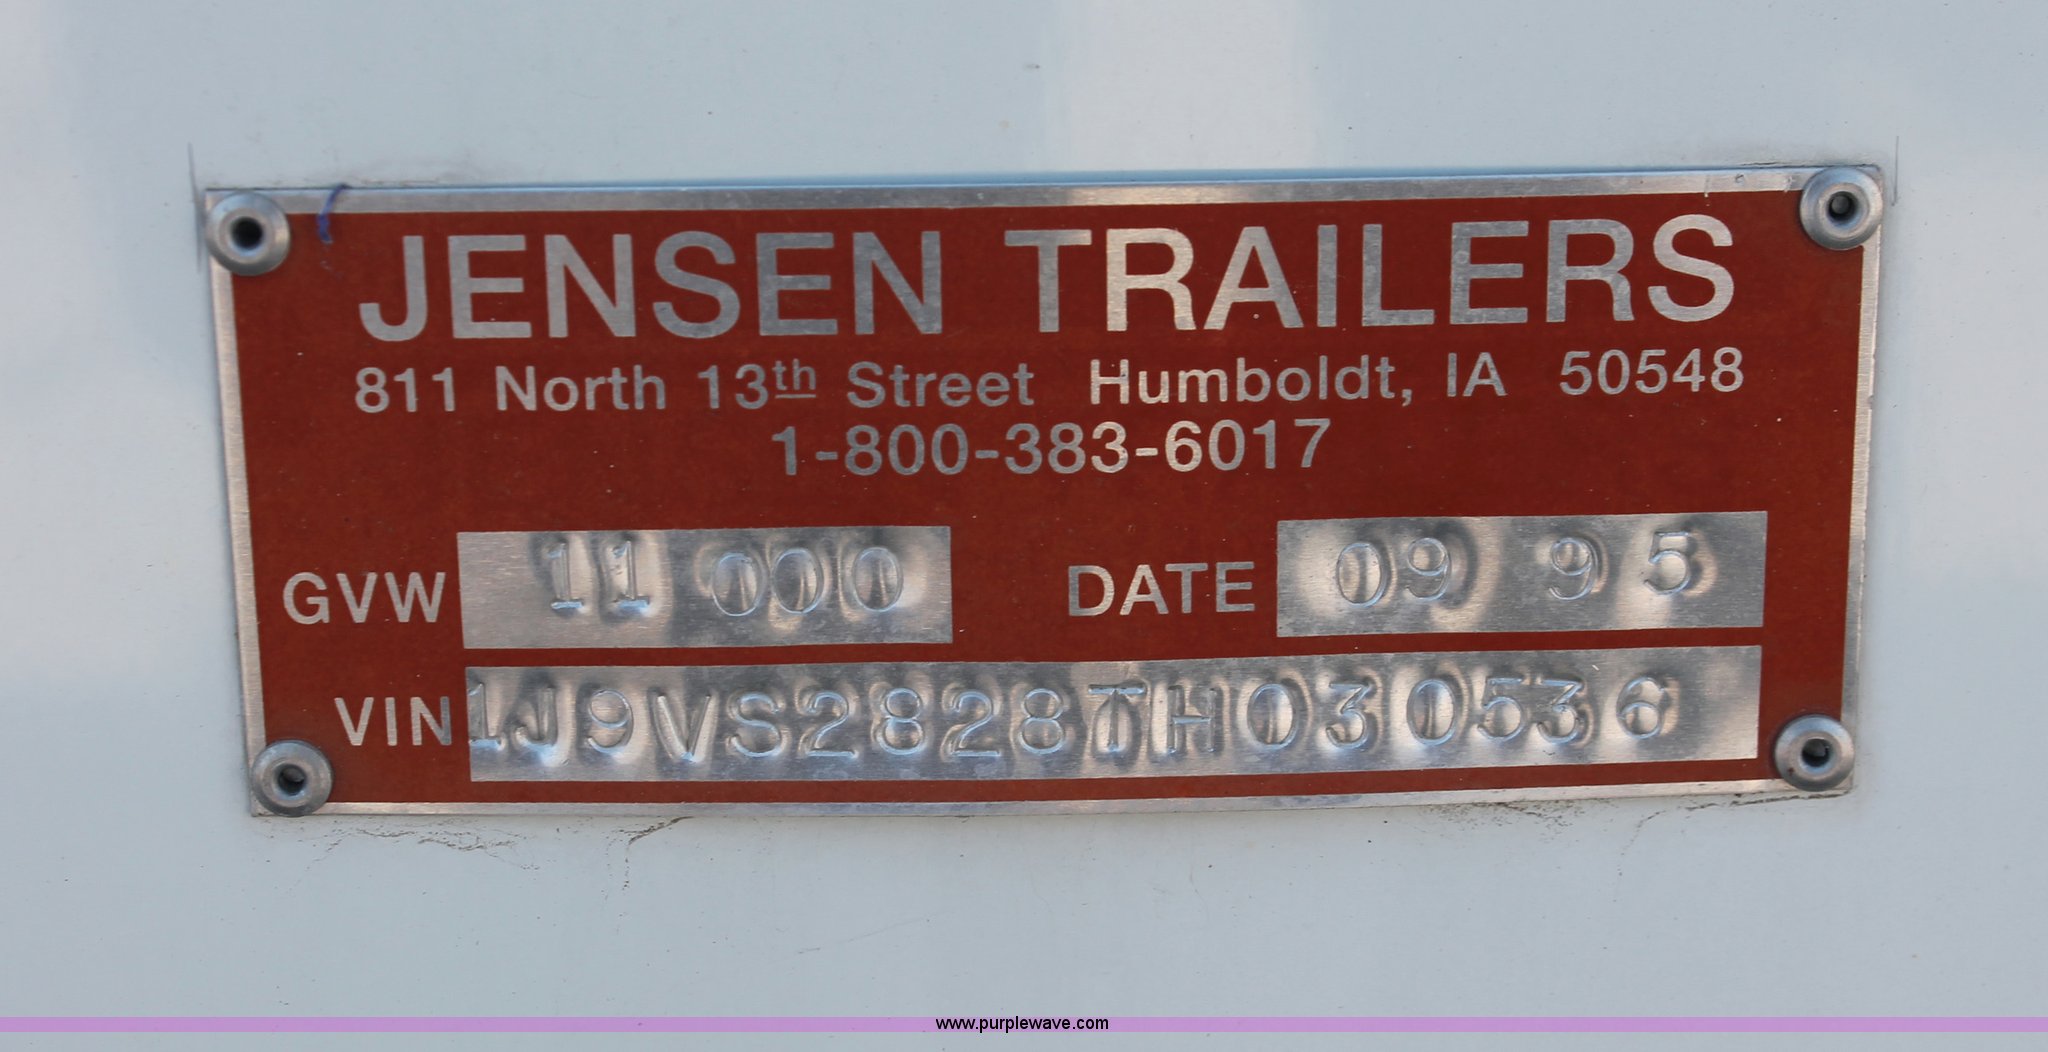 JENSEN TRAILERS
811 North 13th Street Humboldt, IA 50548
1-800-383-6017
GVW 11 000 DATE 09 95
VIN 1J9VS2828TH030536
www.purplewave.com